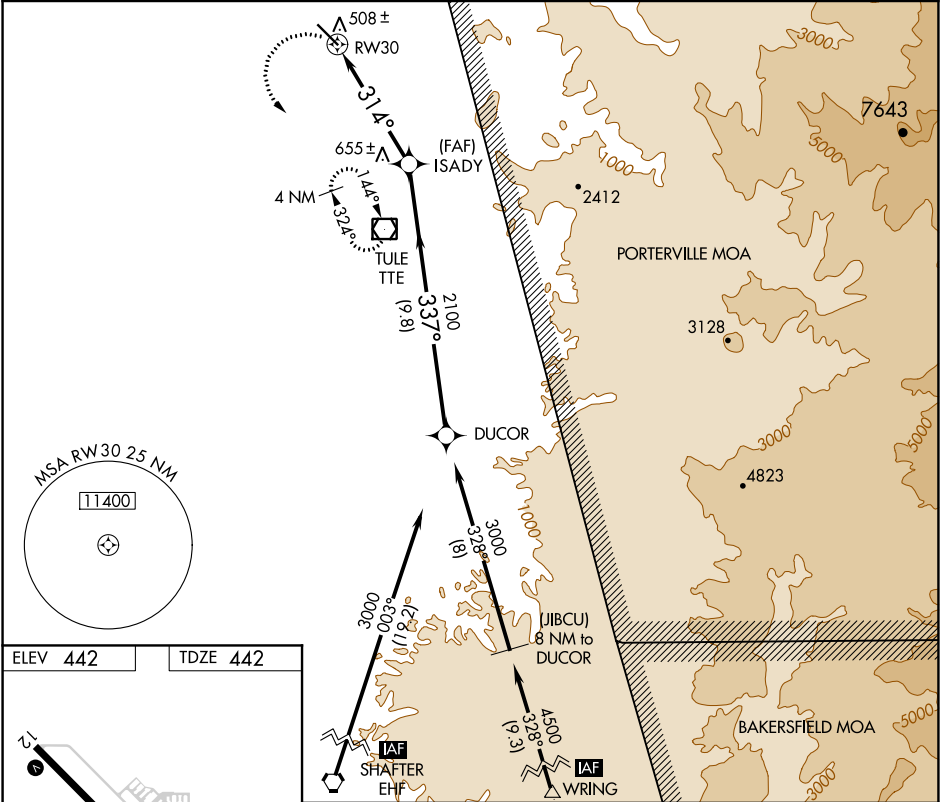 508 ±
RW30
3000
7643
5000
314°
655 ±
(FAF)
ISADY
1000
4 NM
144°
324°
2412
TULE
TTE
PORTERVILLE MOA
2100
337°
(9.8)
3128
DUCOR
3000
5000
MSA RW30 25 NM
11400
4823
1000
3000
328°
(8)
3000
003°
(19.2)
(JIBCU)
8 NM to
DUCOR
ELEV 442
TDZE 442
4500
328°
(9.3)
BAKERSFIELD MOA
5000
12
V
IAF
SHAFTER
EHF
IAF
WRING
3000